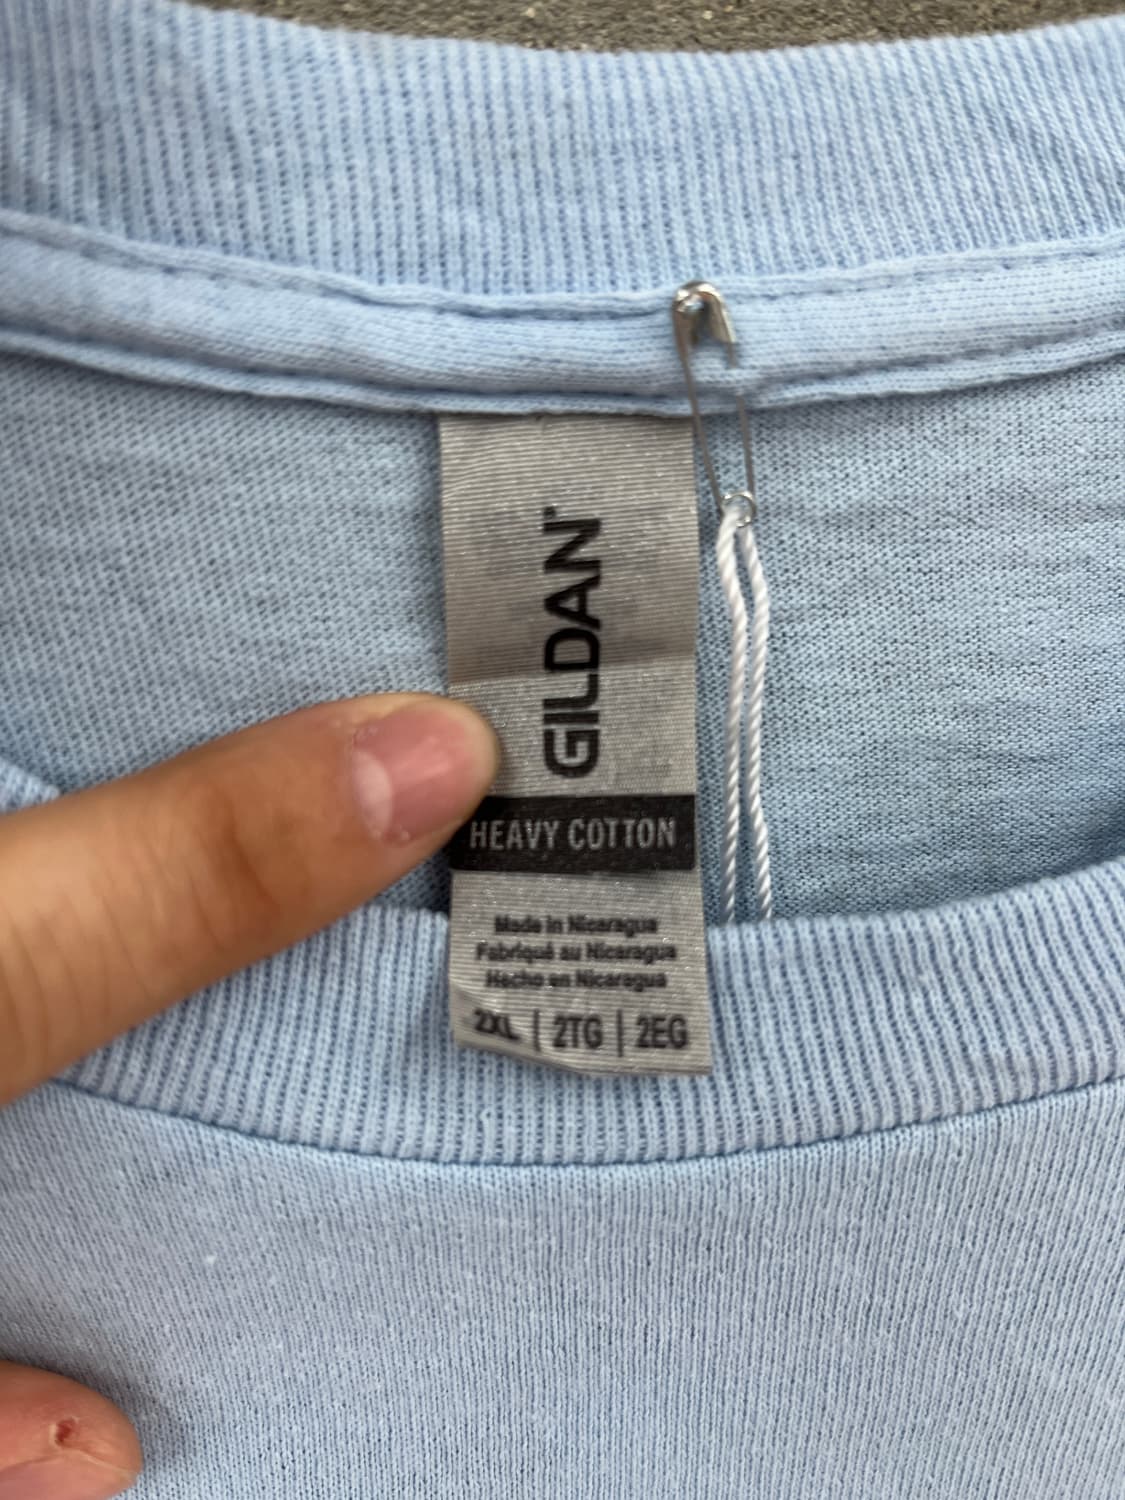 GILDAN
HEAVY COTTON
Made in Nicaragua
Fabriqué au Nicaragua
Hecho en Nicaragua
2XL | 2TG | 2EG